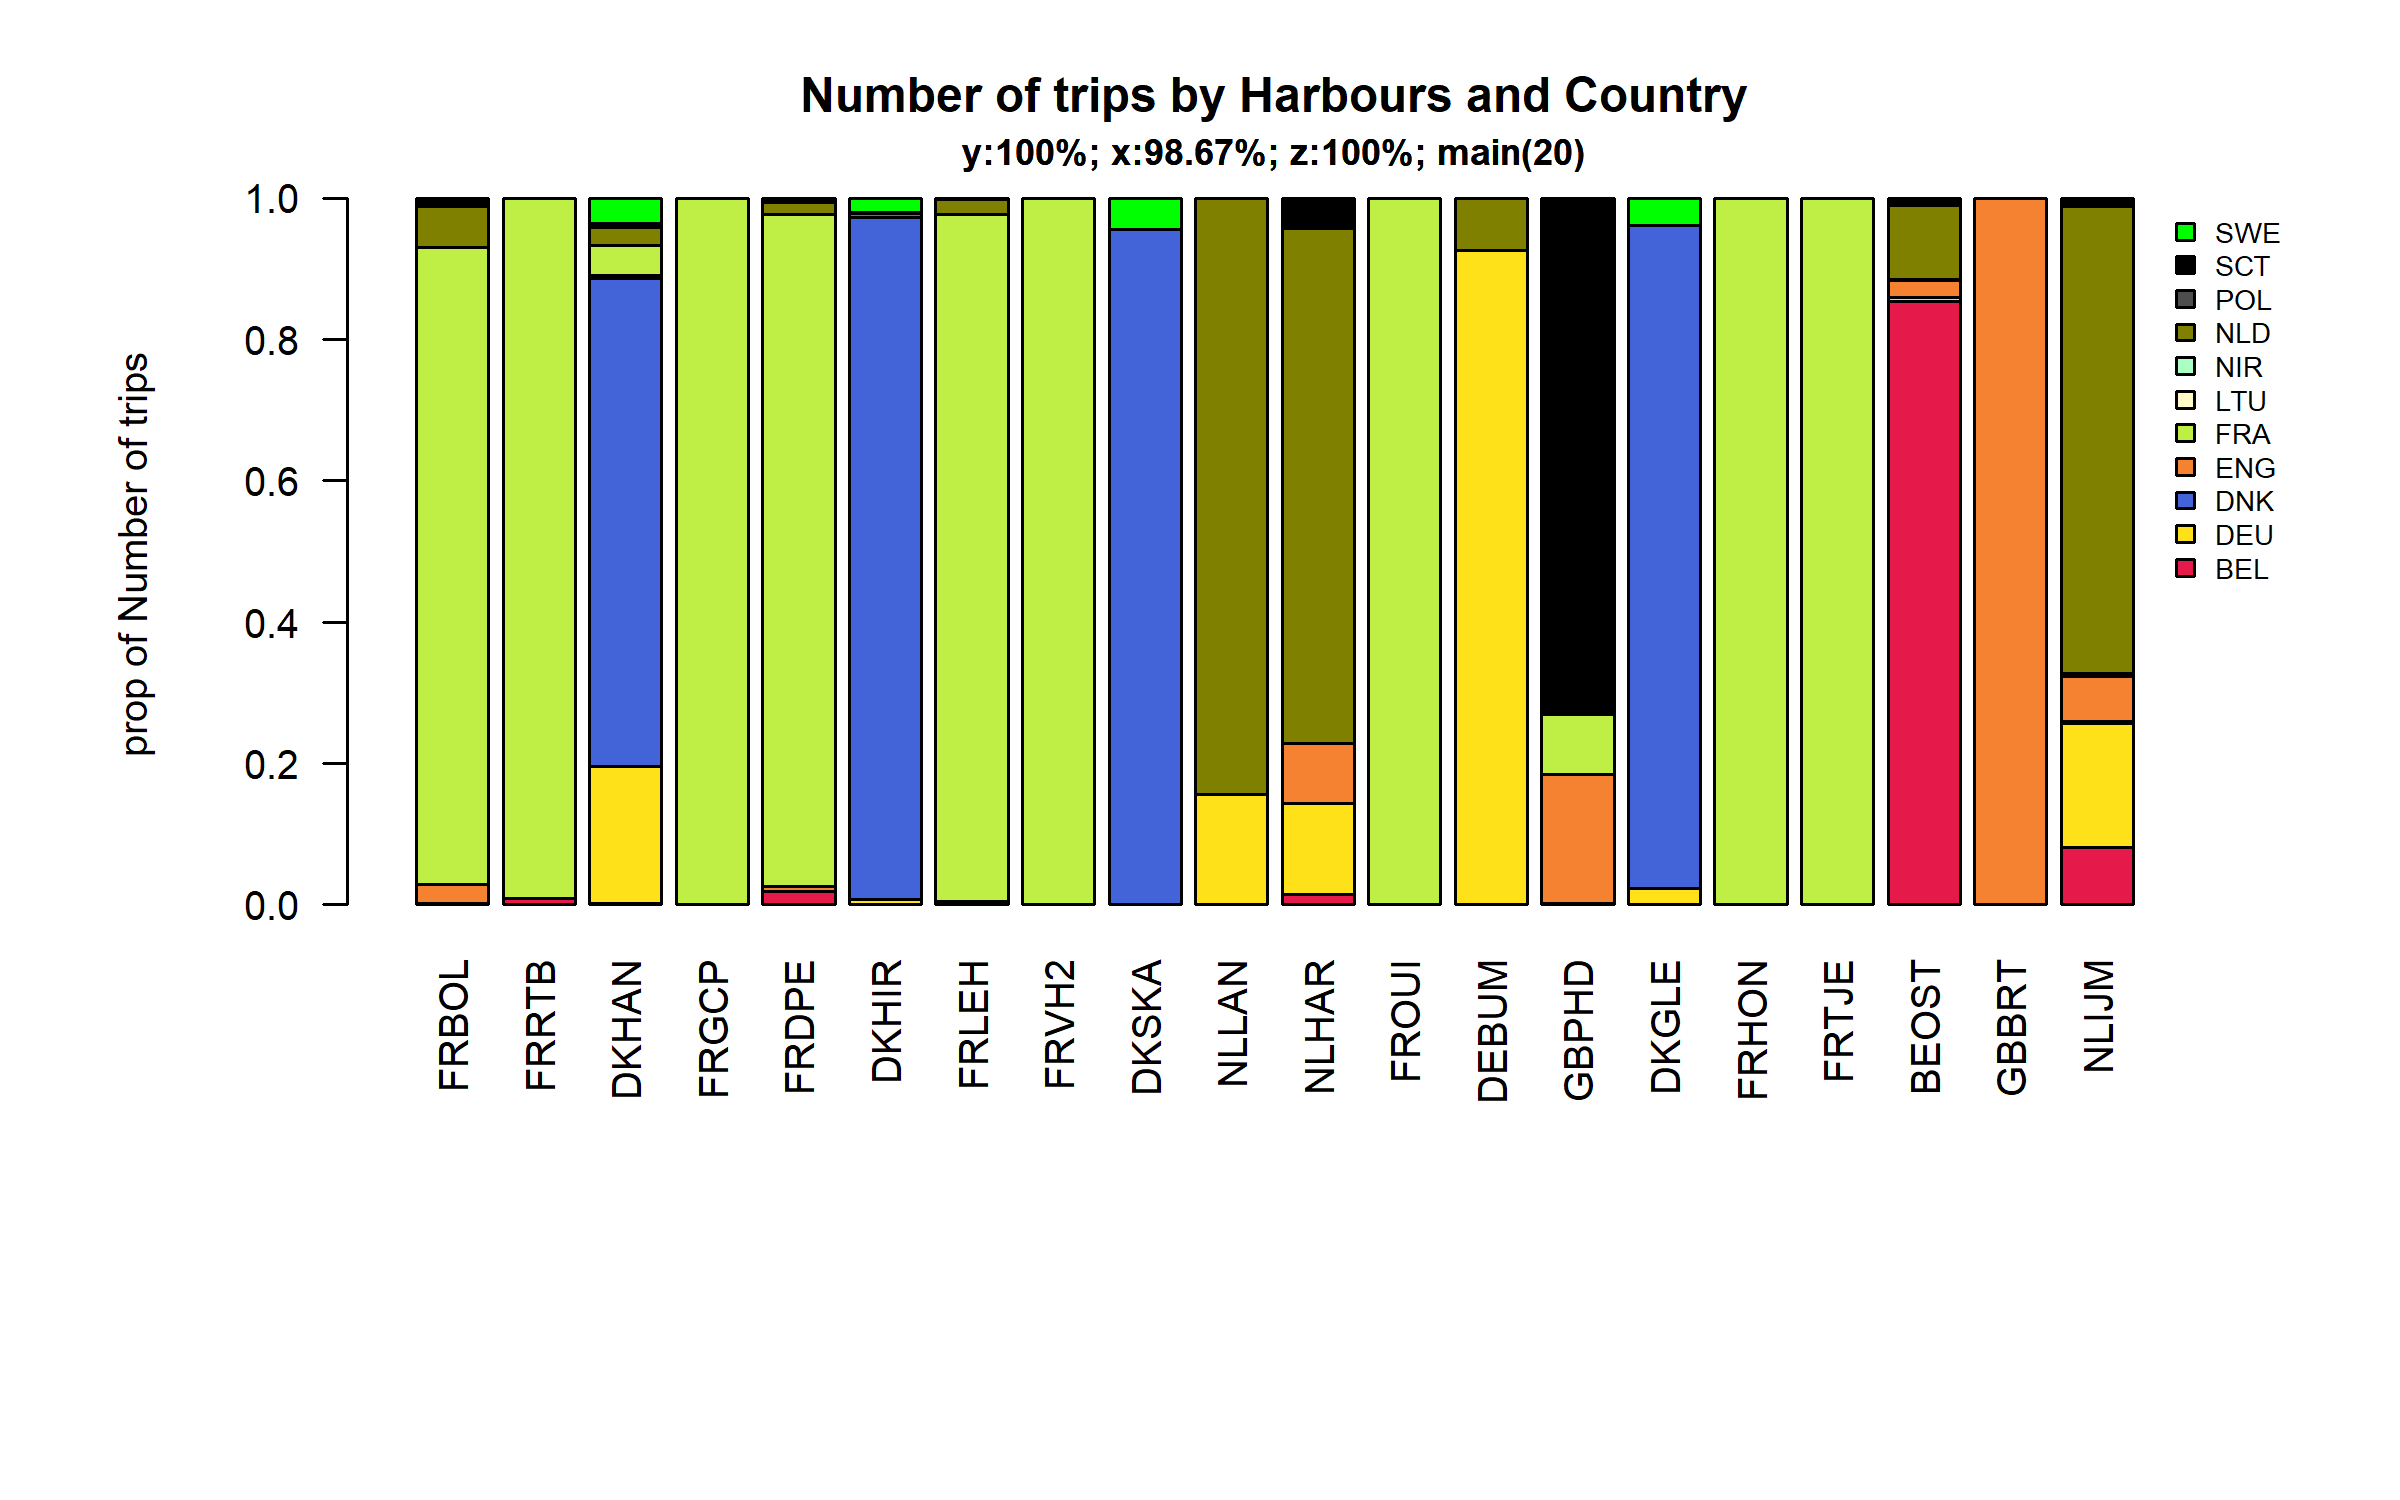 Number of trips by Harbours and Country
y:100%; x:98.67%; z:100%; main(20)
prop of Number of trips
1.0
0.8
0.6
0.4
0.2
0.0
SWE
SCT
POL
NLD
NIR
LTU
FRA
ENG
DNK
DEU
BEL
FRBOL
FRRTB
DKHAN
FRGCP
FRDPE
DKHIR
FRLEH
FRVH2
DKSKA
NLLAN
NLHAR
FROUI
DEBUM
GBPHD
DKGLE
FRHON
FRTJE
BEOST
GBBRT
NLIJM